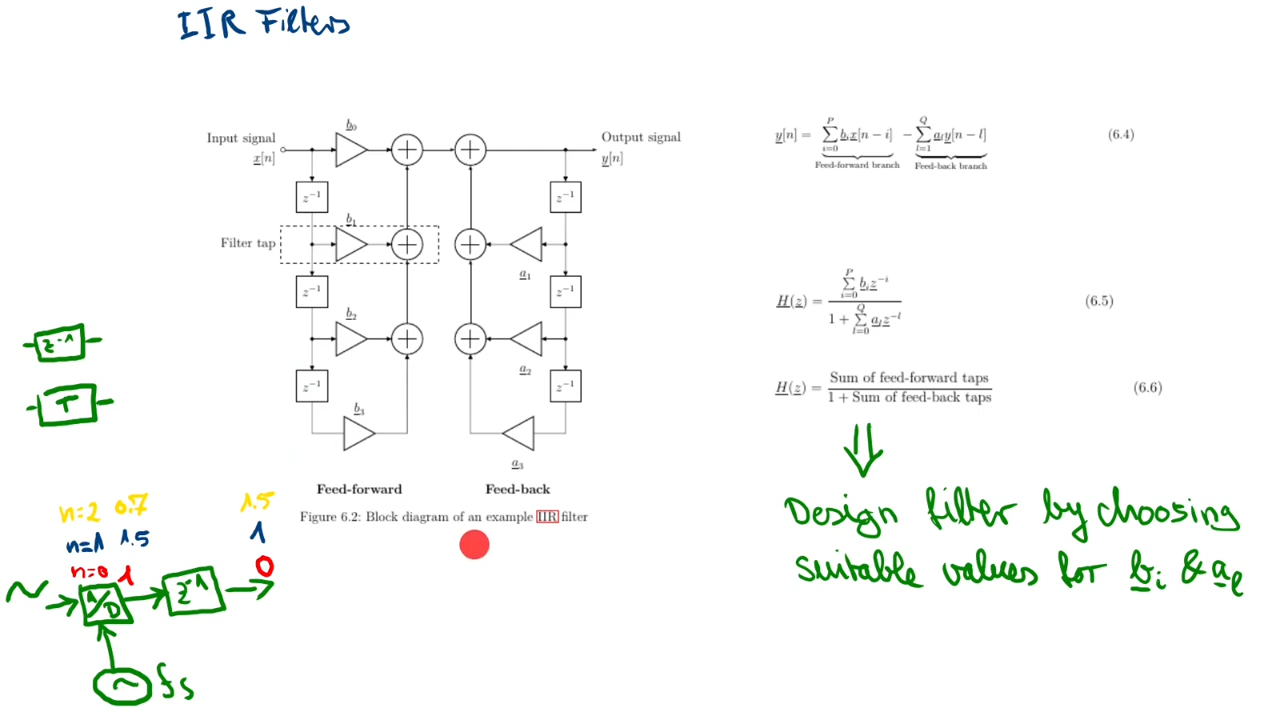 IIR Filters
Input signal
x[n]
b0
Output signal
y[n]
z⁻¹
z⁻¹
Filter tap
b1
a1
z⁻¹
z⁻¹
b2
a2
z⁻¹
z⁻¹
b3
a3
Feed-forward
Feed-back
Figure 6.2: Block diagram of an example IIR filter
z⁻¹
T
n=2 0.7 1.5
n=1 1.5 1
n=0 1 0
A/D
z⁻¹
fs
y[n] = Σ_{i=0}^{P} b_i x[n − i] − Σ_{l=1}^{Q} a_l y[n − l] (6.4)
Feed-forward branch Feed-back branch
H(z) = Σ_{i=0}^{P} b_i z^{−i} / (1 + Σ_{l=0}^{Q} a_l z^{−l}) (6.5)
H(z) = Sum of feed-forward taps / 1 + Sum of feed-back taps (6.6)
⇓
Design filter by choosing
suitable values for b_i & a_l